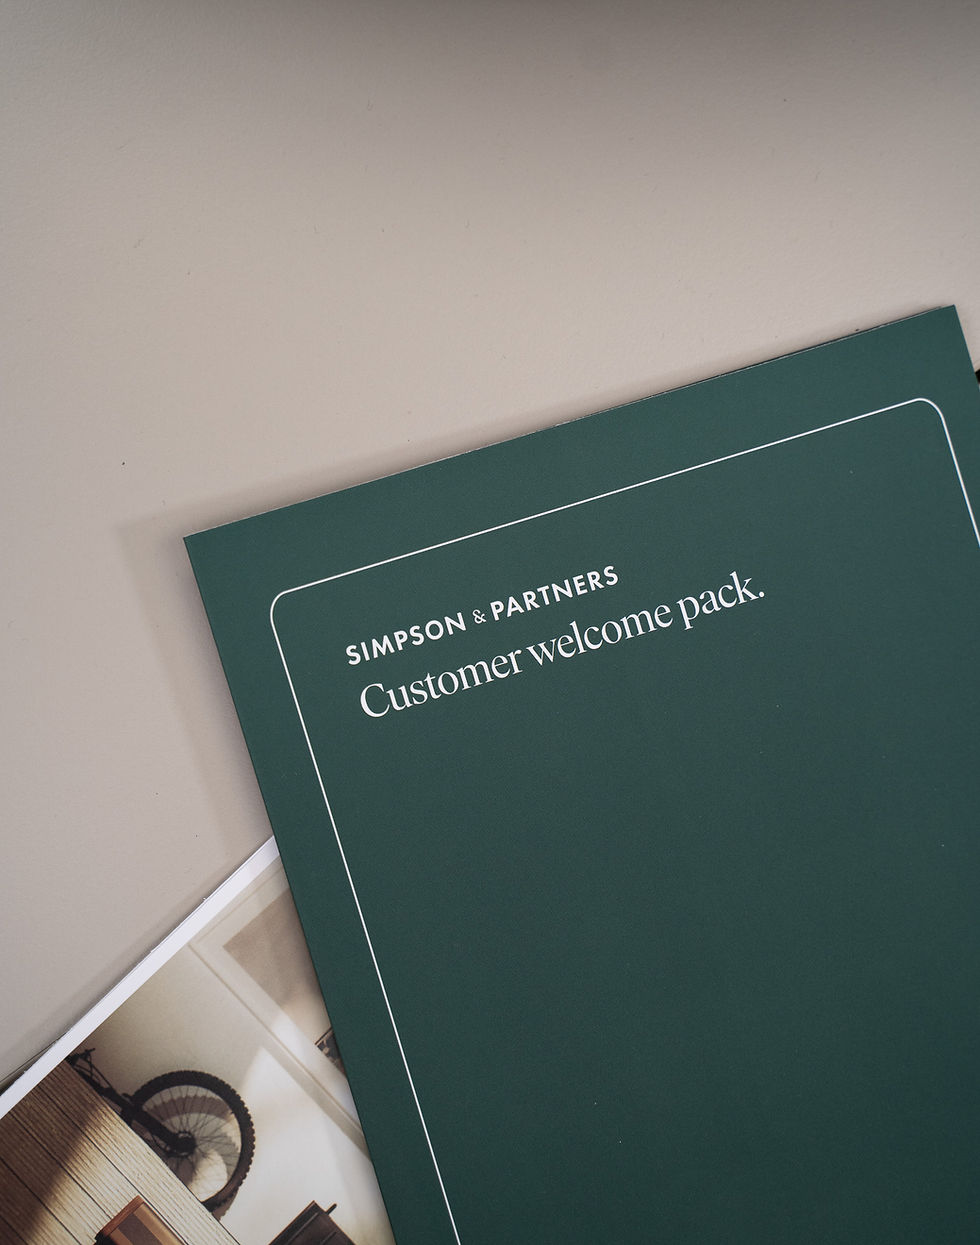 SIMPSON & PARTNERS
Customer welcome pack.